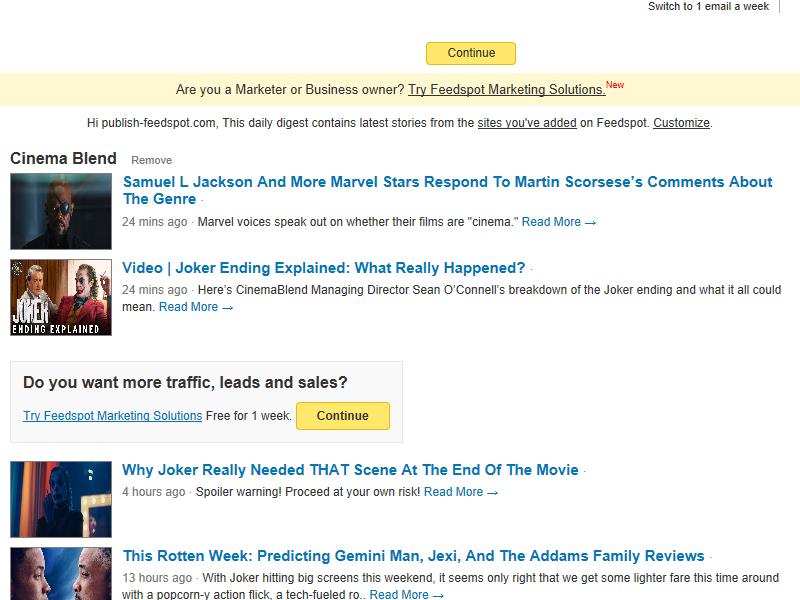 Switch to 1 email a week
Continue
Are you a Marketer or Business owner? Try Feedspot Marketing Solutions.New
Hi publish-feedspot.com, This daily digest contains latest stories from the sites you've added on Feedspot. Customize.
Cinema Blend Remove
Samuel L Jackson And More Marvel Stars Respond To Martin Scorsese’s Comments About
The Genre ·
24 mins ago · Marvel voices speak out on whether their films are "cinema." Read More →
Video | Joker Ending Explained: What Really Happened? ·
24 mins ago · Here’s CinemaBlend Managing Director Sean O’Connell’s breakdown of the Joker ending and what it all could
mean. Read More →
JOKER
ENDING EXPLAINED
Do you want more traffic, leads and sales?
Try Feedspot Marketing Solutions Free for 1 week. Continue
Why Joker Really Needed THAT Scene At The End Of The Movie ·
4 hours ago · Spoiler warning! Proceed at your own risk! Read More →
This Rotten Week: Predicting Gemini Man, Jexi, And The Addams Family Reviews ·
13 hours ago · With Joker hitting big screens this weekend, it seems only right that we get some lighter fare this time around
with a popcorn-y action flick, a tech-fueled ro.. Read More →